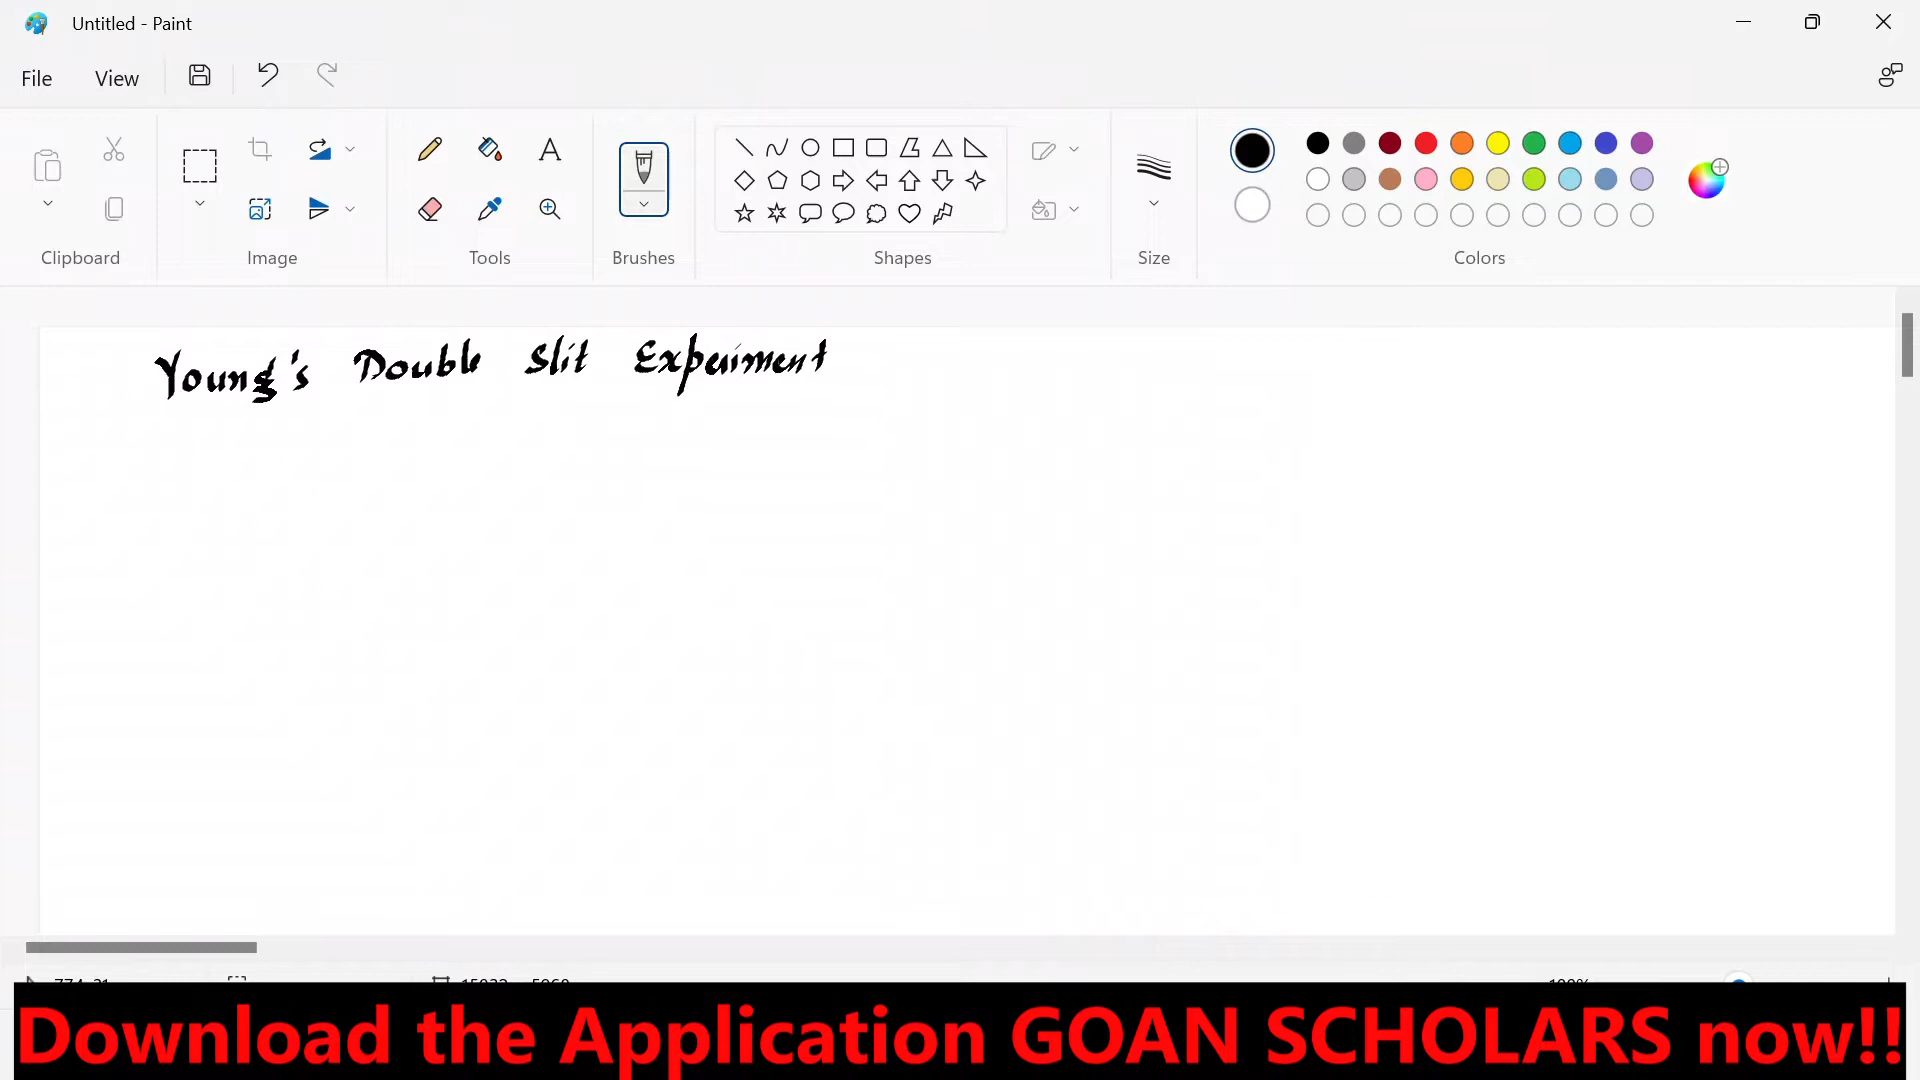 Untitled - Paint
File View
Clipboard Image Tools Brushes Shapes Size Colors
Young's Double Slit Experiment
Download the Application GOAN SCHOLARS now!!